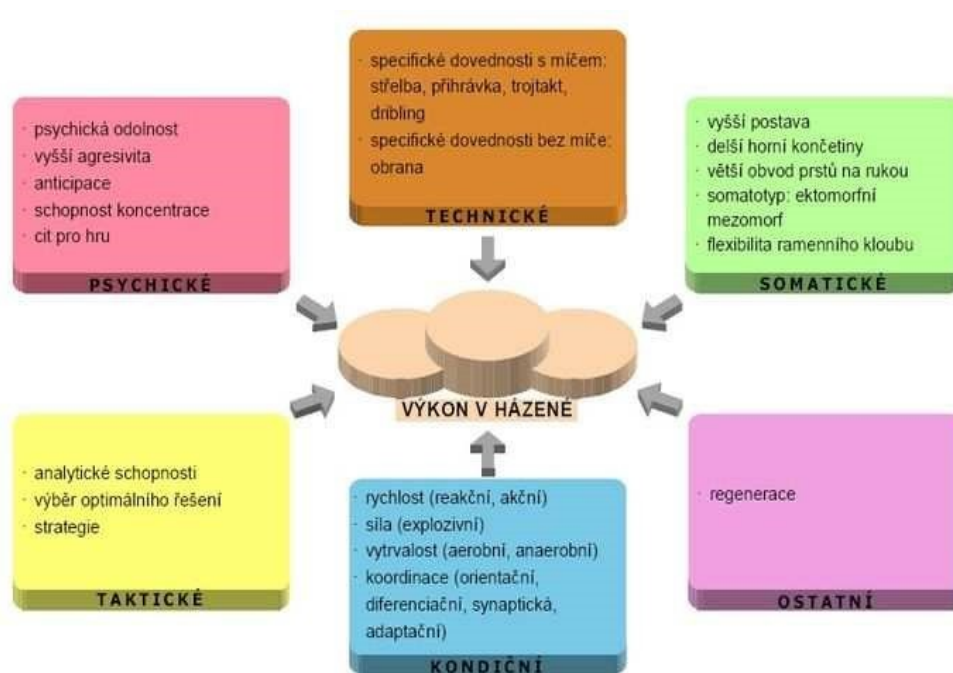 · specifické dovednosti s míčem:
střelba, přihrávka, trojtakt,
dribling
· specifické dovednosti bez míče:
obrana
TECHNICKÉ
· psychická odolnost
· vyšší agresivita
· anticipace
· schopnost koncentrace
· cit pro hru
PSYCHICKÉ
· vyšší postava
· delší horní končetiny
· větší obvod prstů na rukou
· somatotyp: ektomorfní
mezomorf
· flexibilita ramenního kloubu
SOMATICKÉ
VÝKON V HÁZENÉ
· analytické schopnosti
· výběr optimálního řešení
· strategie
TAKTICKÉ
· rychlost (reakční, akční)
· síla (explozivní)
· vytrvalost (aerobní, anaerobní)
· koordinace (orientační,
diferenciační, synaptická,
adaptační)
KONDIČNÍ
· regenerace
OSTATNÍ